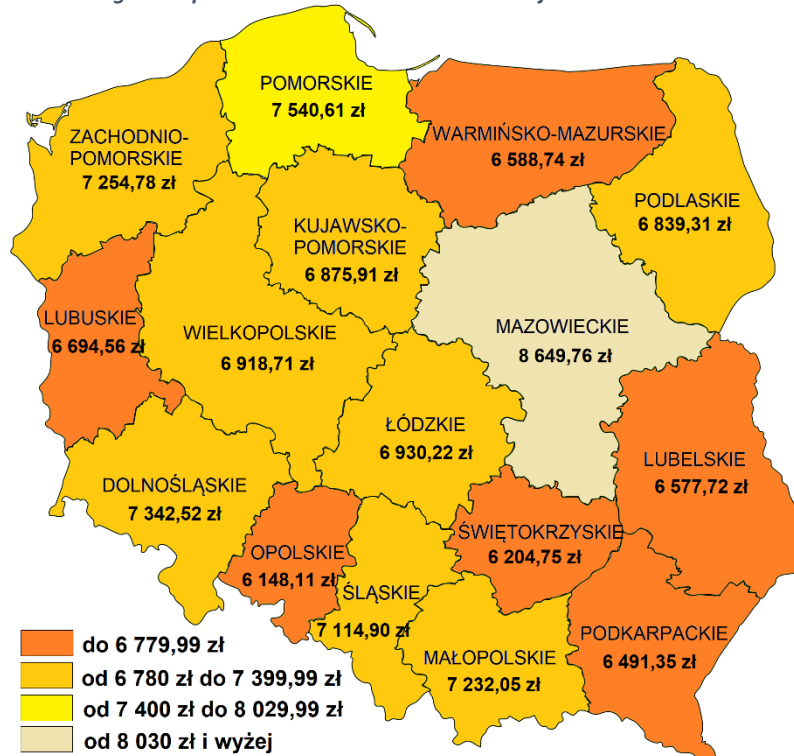 POMORSKIE
7 540,61 zł
WARMIŃSKO-MAZURSKIE
6 588,74 zł
ZACHODNIO-
POMORSKIE
7 254,78 zł
PODLASKIE
6 839,31 zł
KUJAWSKO-
POMORSKIE
6 875,91 zł
LUBUSKIE
6 694,56 zł
WIELKOPOLSKIE
6 918,71 zł
MAZOWIECKIE
8 649,76 zł
ŁÓDZKIE
6 930,22 zł
LUBELSKIE
6 577,72 zł
DOLNOŚLĄSKIE
7 342,52 zł
OPOLSKIE
6 148,11 zł
ŚWIĘTOKRZYSKIE
6 204,75 zł
ŚLĄSKIE
7 114,90 zł
MAŁOPOLSKIE
7 232,05 zł
PODKARPACKIE
6 491,35 zł
do 6 779,99 zł
od 6 780 zł do 7 399,99 zł
od 7 400 zł do 8 029,99 zł
od 8 030 zł i wyżej